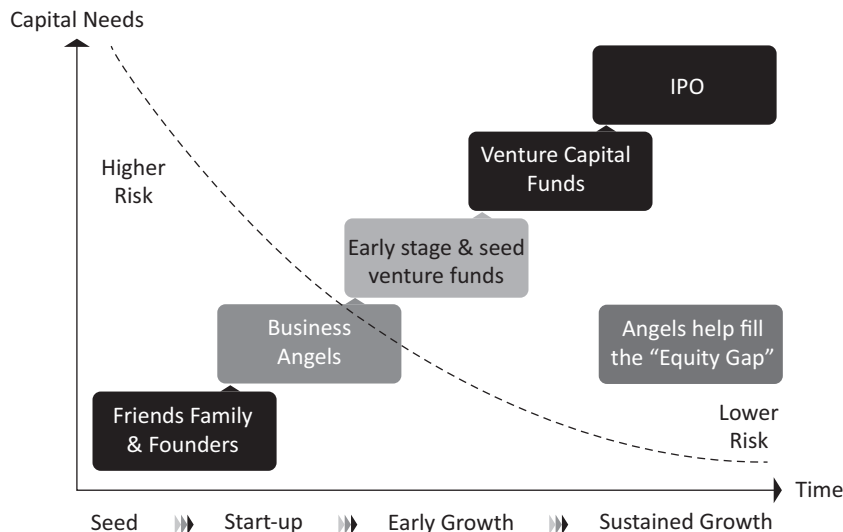 Capital Needs
IPO
Venture Capital
Funds
Higher
Risk
Early stage & seed
venture funds
Business
Angels
Angels help fill
the “Equity Gap”
Friends Family
& Founders
Lower
Risk
Time
Seed Start-up Early Growth Sustained Growth